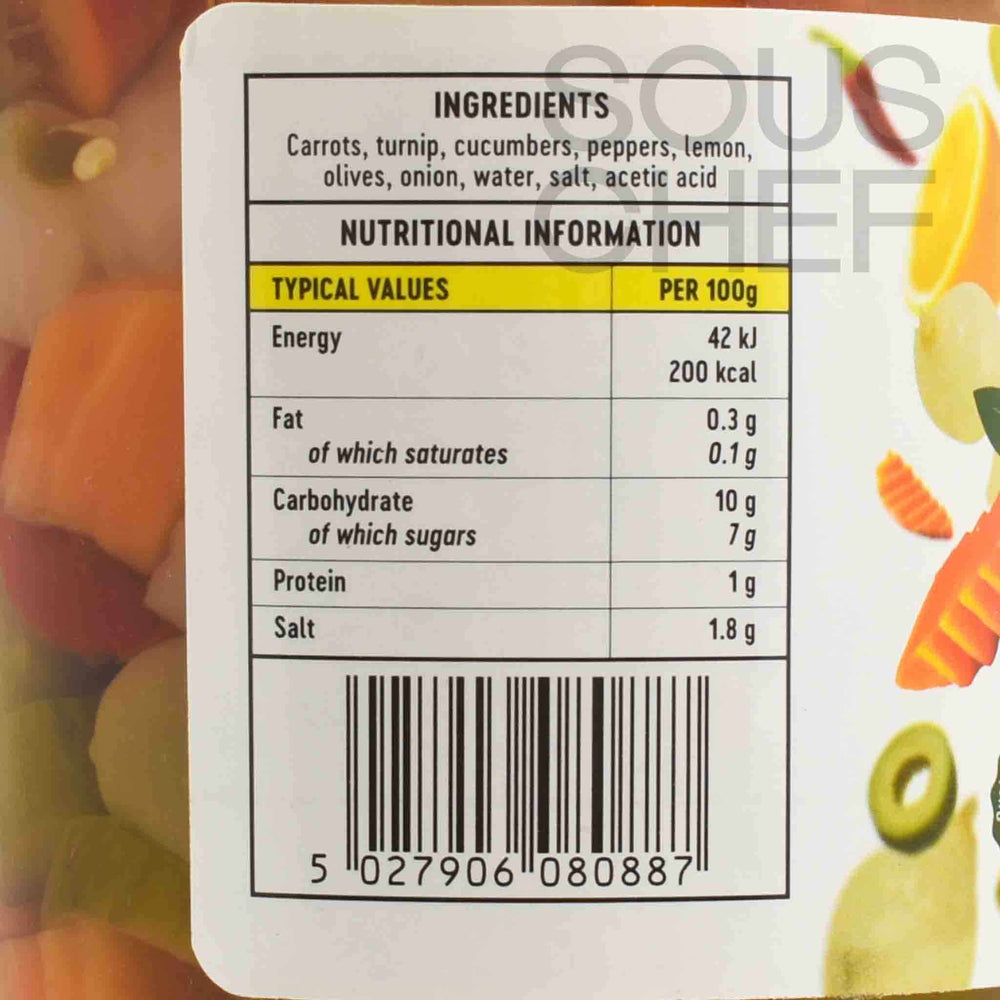 SOUS
CHEF
INGREDIENTS
Carrots, turnip, cucumbers, peppers, lemon,
olives, onion, water, salt, acetic acid
NUTRITIONAL INFORMATION
TYPICAL VALUES PER 100g
Energy 42 kJ
200 kcal
Fat 0.3 g
of which saturates 0.1 g
Carbohydrate 10 g
of which sugars 7 g
Protein 1 g
Salt 1.8 g
5 027906 080887